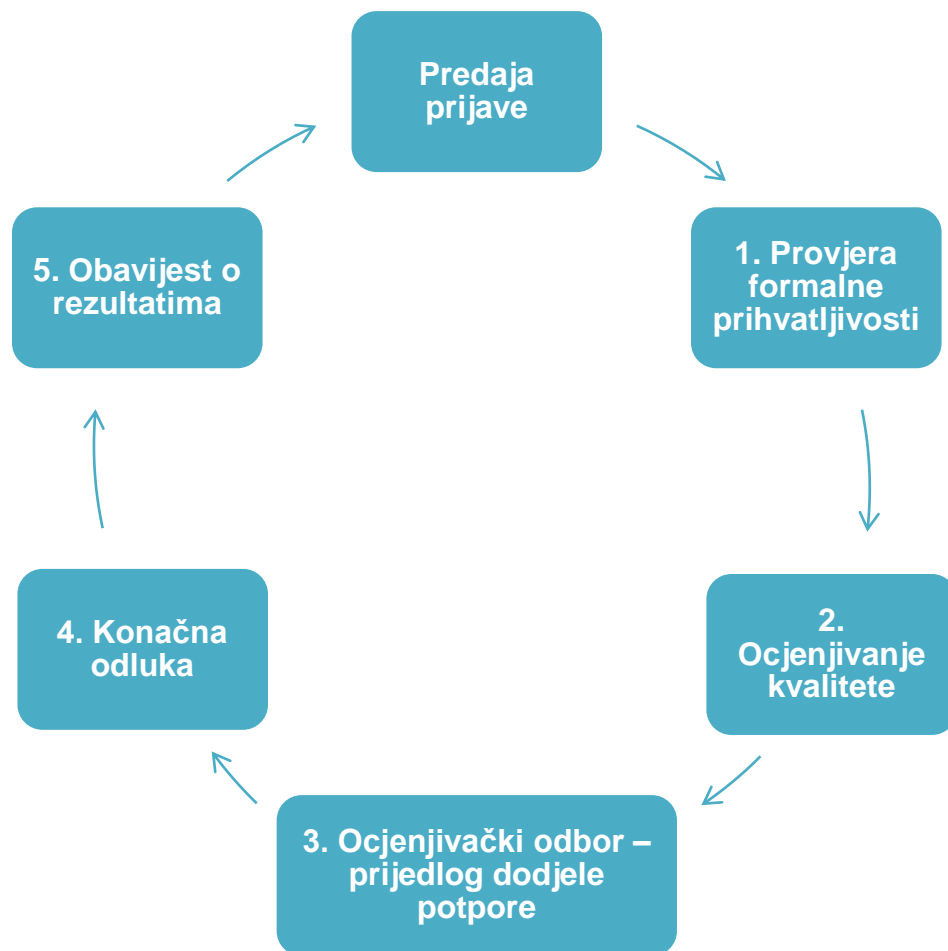 Predaja
prijave
1. Provjera
formalne
prihvatljivosti
2.
Ocjenjivanje
kvalitete
3. Ocjenjivački odbor –
prijedlog dodjele
potpore
4. Konačna
odluka
5. Obavijest o
rezultatima